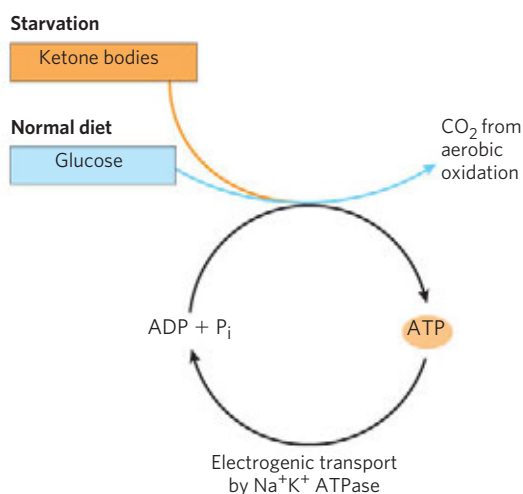 Starvation
Ketone bodies
Normal diet
Glucose
CO₂ from
aerobic
oxidation
ADP + Pᵢ
ATP
Electrogenic transport
by Na⁺K⁺ ATPase